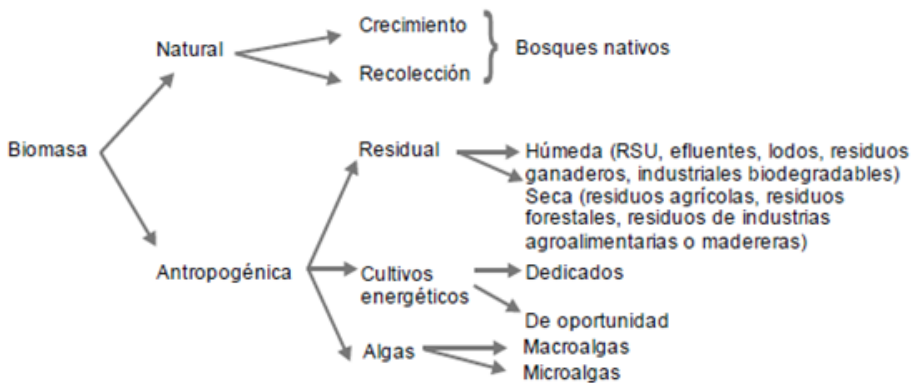 Biomasa
Natural
Crecimiento
Recolección
Bosques nativos
Antropogénica
Residual
Húmeda (RSU, efluentes, lodos, residuos
ganaderos, industriales biodegradables)
Seca (residuos agrícolas, residuos
forestales, residuos de industrias
agroalimentarias o madereras)
Cultivos
energéticos
Dedicados
De oportunidad
Algas
Macroalgas
Microalgas